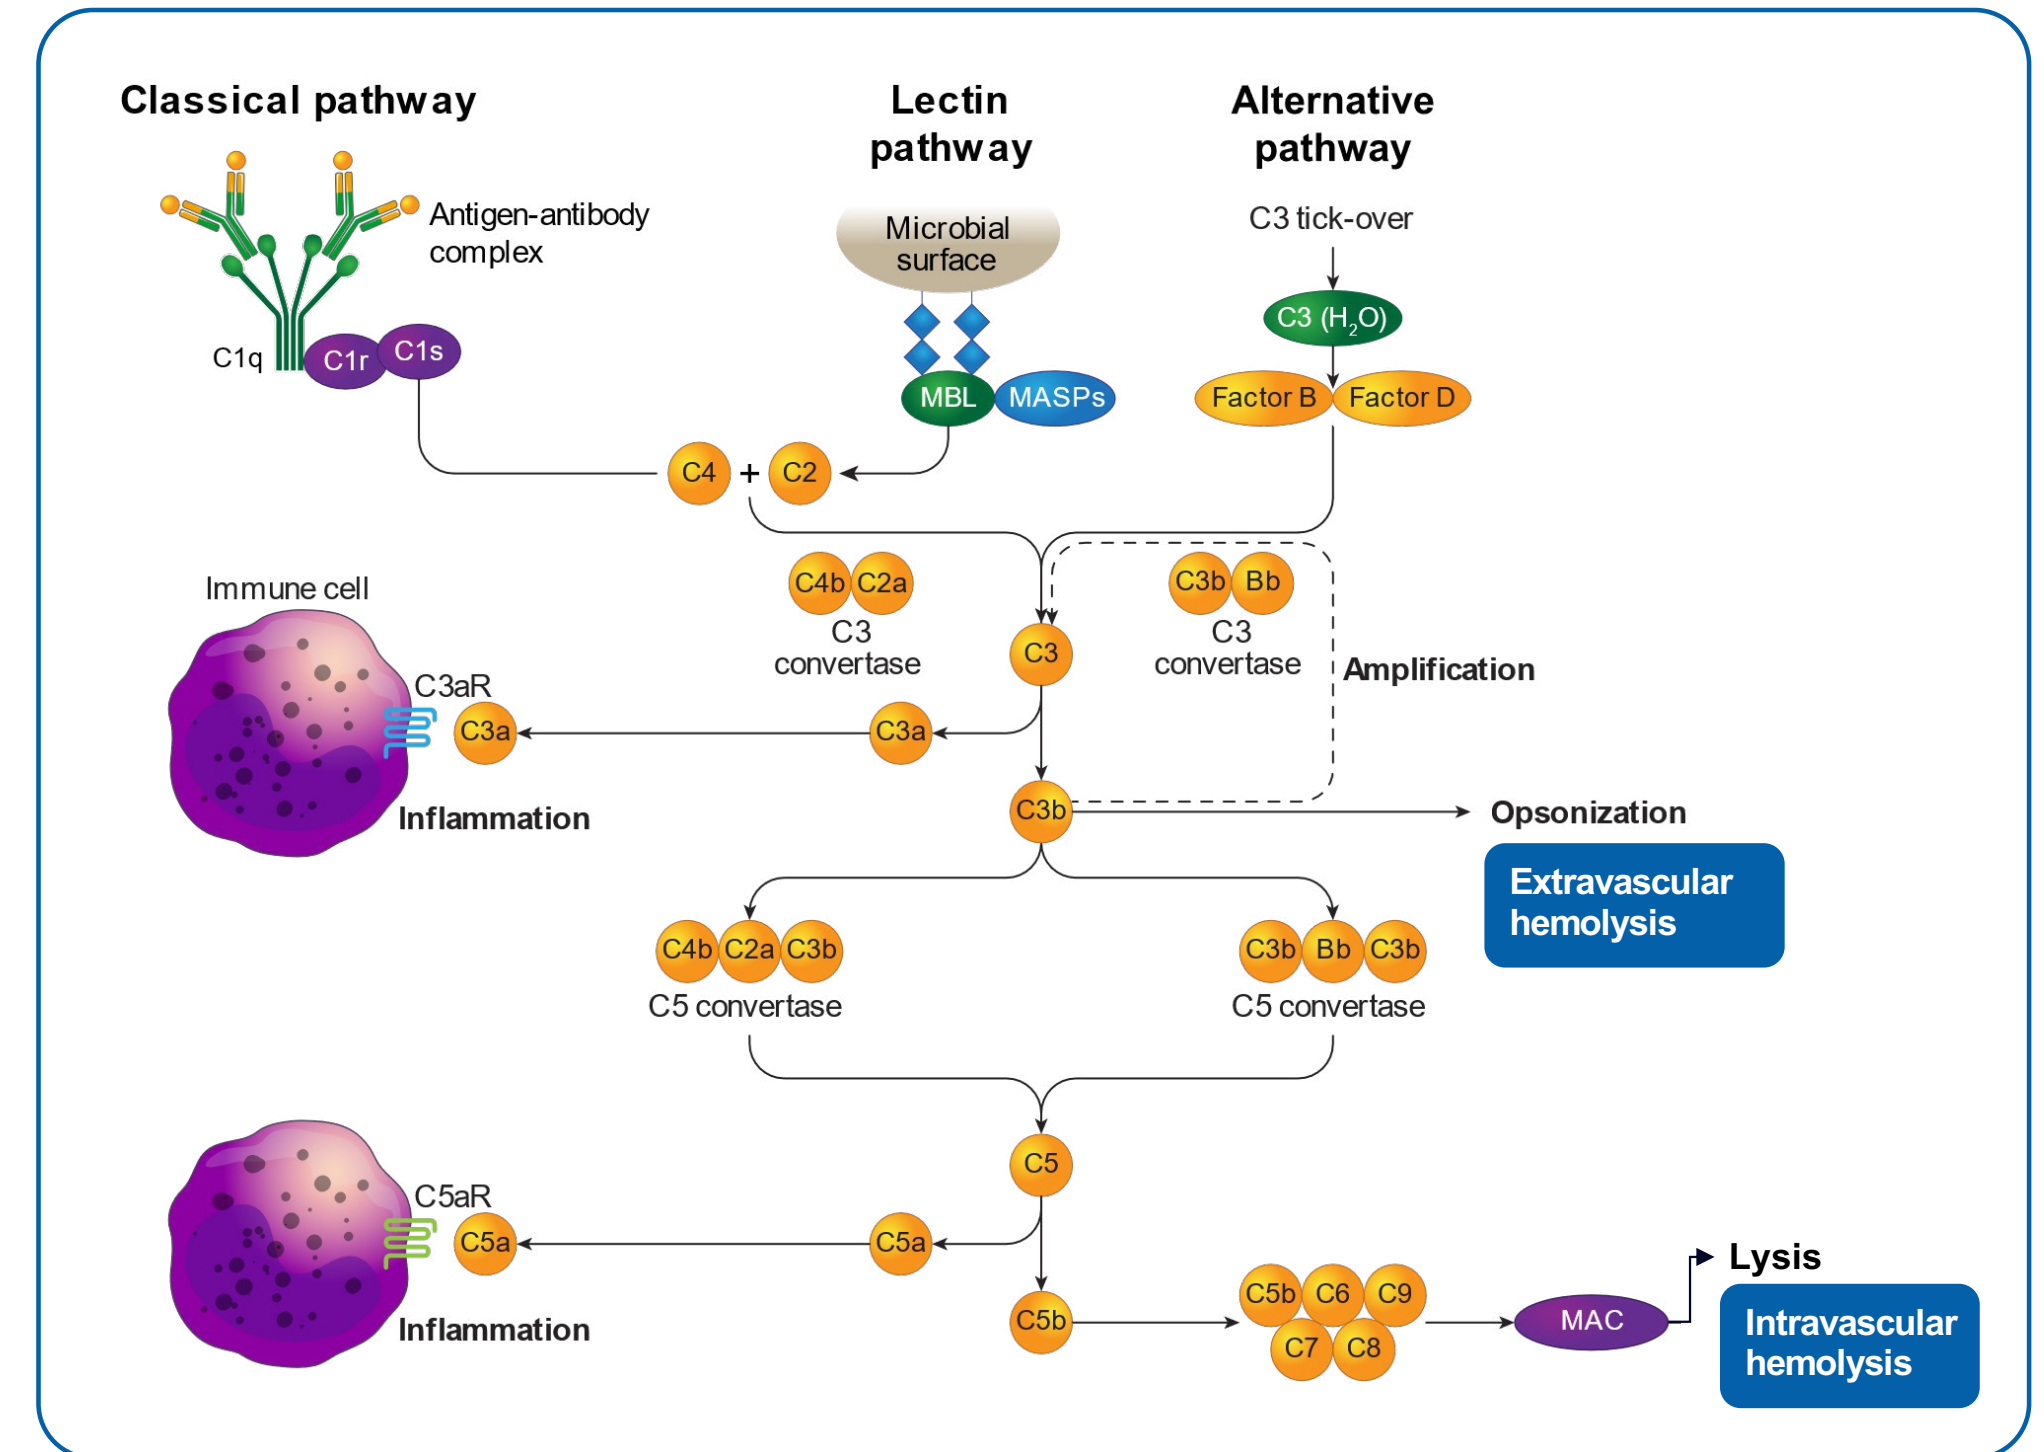 Classical pathway
Lectin
pathway
Alternative
pathway
Antigen-antibody
complex
Microbial
surface
C3 tick-over
C3 (H₂O)
C1q
C1r
C1s
MBL
MASPs
Factor B
Factor D
C4
+
C2
Immune cell
C4b
C2a
C3
convertase
C3b
Bb
C3
convertase
C3
Amplification
C3aR
C3a
C3a
Inflammation
C3b
Opsonization
Extravascular
hemolysis
C4b
C2a
C3b
C5 convertase
C3b
Bb
C3b
C5 convertase
C5
C5aR
C5a
C5a
Inflammation
C5b
C5b
C6
C9
C7
C8
MAC
Lysis
Intravascular
hemolysis